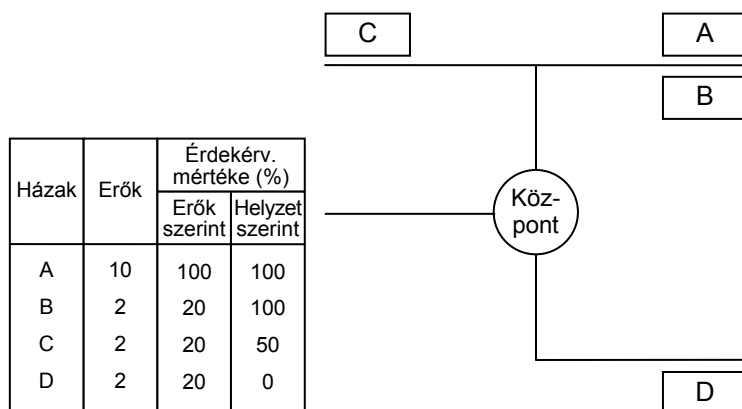 C
A
B
Köz-
pont
D
Házak Erők Érdekérv.
mértéke (%)
Erők Helyzet
szerint szerint
A 10 100 100
B 2 20 100
C 2 20 50
D 2 20 0